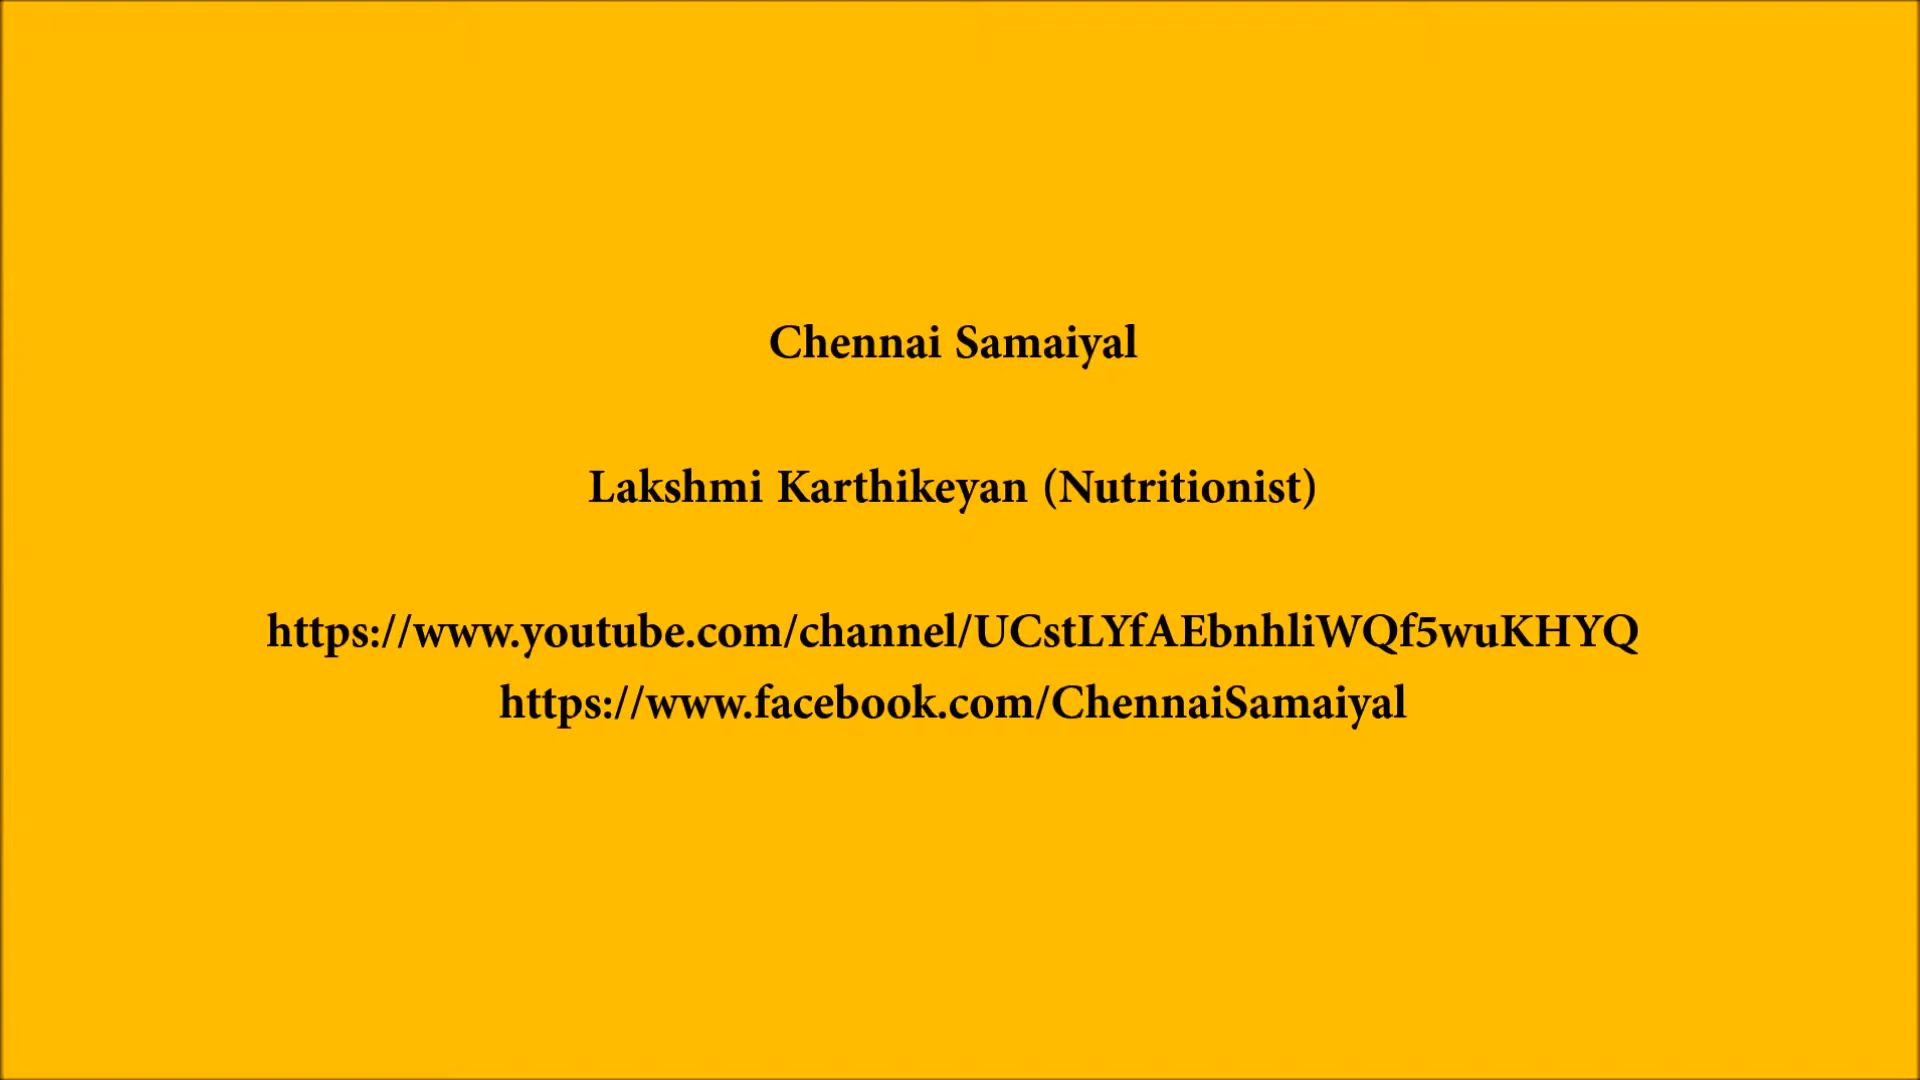 Chennai Samaiyal
Lakshmi Karthikeyan (Nutritionist)
https://www.youtube.com/channel/UCstLYfAEbnhliWQf5wuKHYQ
https://www.facebook.com/ChennaiSamaiyal